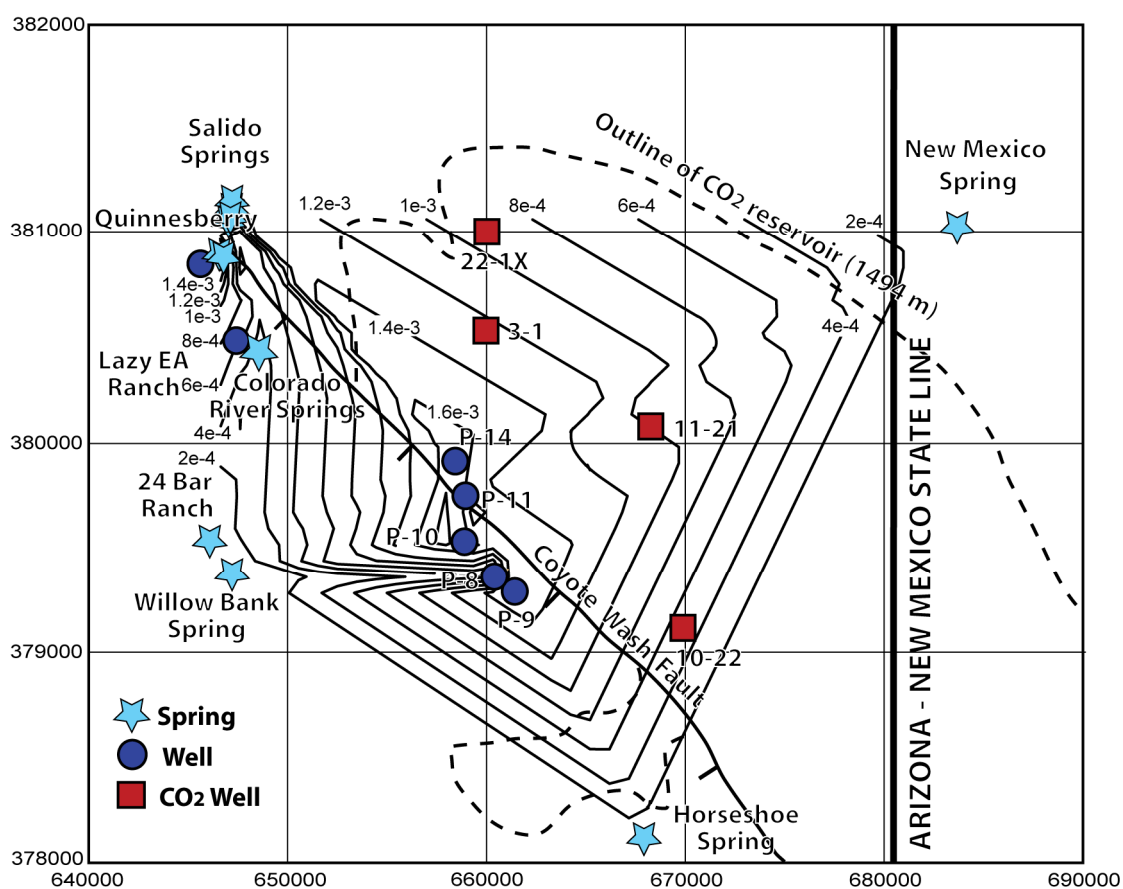 382000
381000
380000
379000
378000
640000
650000
660000
670000
680000
690000
Salido
Springs
Quinnesberry
1.4e-3
1.2e-3
1e-3
8e-4
6e-4
4e-4
2e-4
Lazy EA
Ranch
Colorado
River Springs
24 Bar
Ranch
Willow Bank
Spring
1.2e-3
1e-3
8e-4
6e-4
2e-4
4e-4
1.4e-3
1.6e-3
Outline of CO2 reservoir (1494 m)
New Mexico
Spring
22-1X
3-1
11-21
10-22
P-14
P-11
P-10
P-8
P-9
Coyote Wash Fault
Horseshoe
Spring
ARIZONA - NEW MEXICO STATE LINE
Spring
Well
CO2 Well